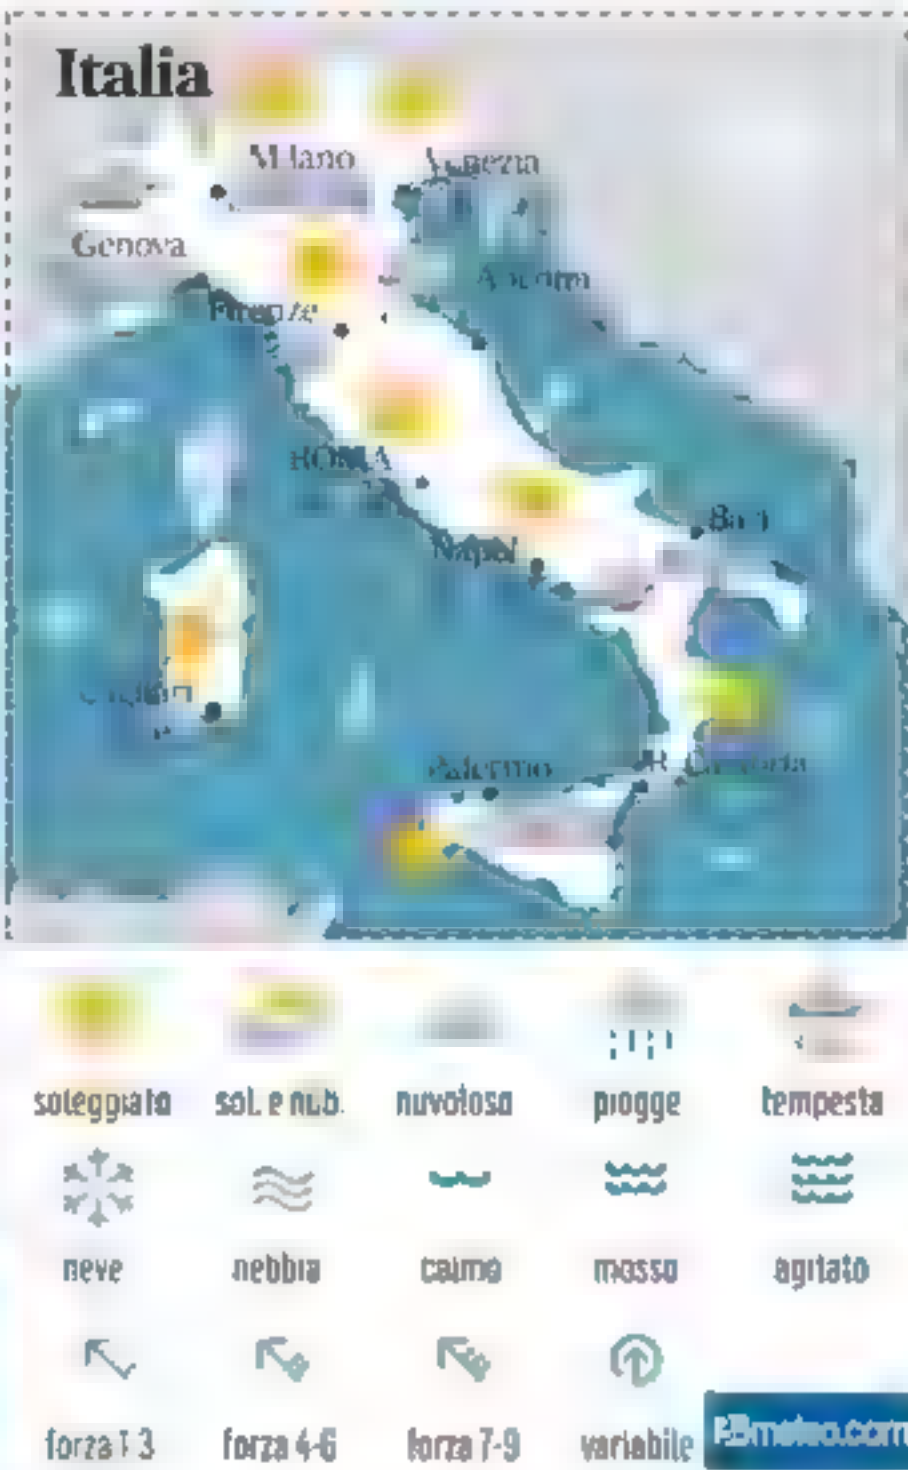 Italia
Milano
Venezia
Genova
Ancona
Firenze
ROMA
Bari
Napoli
Cagliari
Palermo
R. Calabria
soleggiato sol. e nub. nuvoloso piogge tempesta
neve nebbia calmo mosso agitato
forza 1-3 forza 4-6 forza 7-9 variabile
3Bmeteo.com